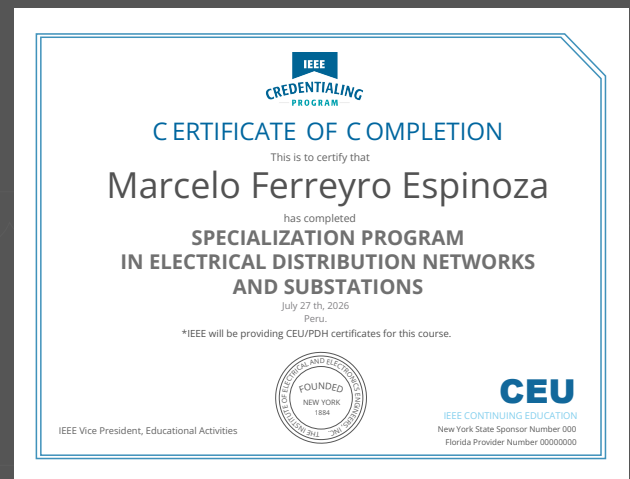 IEEE
CREDENTIALING
PROGRAM
CERTIFICATE OF COMPLETION
This is to certify that
Marcelo Ferreyro Espinoza
has completed
SPECIALIZATION PROGRAM
IN ELECTRICAL DISTRIBUTION NETWORKS
AND SUBSTATIONS
July 27 th, 2026
Peru.
*IEEE will be providing CEU/PDH certificates for this course.
THE INSTITUTE OF ELECTRICAL AND ELECTRONICS ENGINEERS, INC.
FOUNDED
NEW YORK
1884
IEEE Vice President, Educational Activities
CEU
IEEE CONTINUING EDUCATION
New York State Sponsor Number 000
Florida Provider Number 00000000